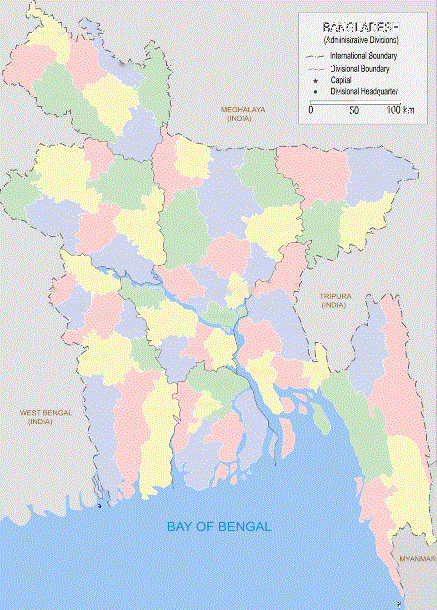 BANGLADESH
(Administrative Divisions)
International Boundary
Divisional Boundary
Capital
Divisional Headquarter
0 50 100 km
MEGHALAYA
(INDIA)
TRIPURA
(INDIA)
WEST BENGAL
(INDIA)
BAY OF BENGAL
MYANMAR